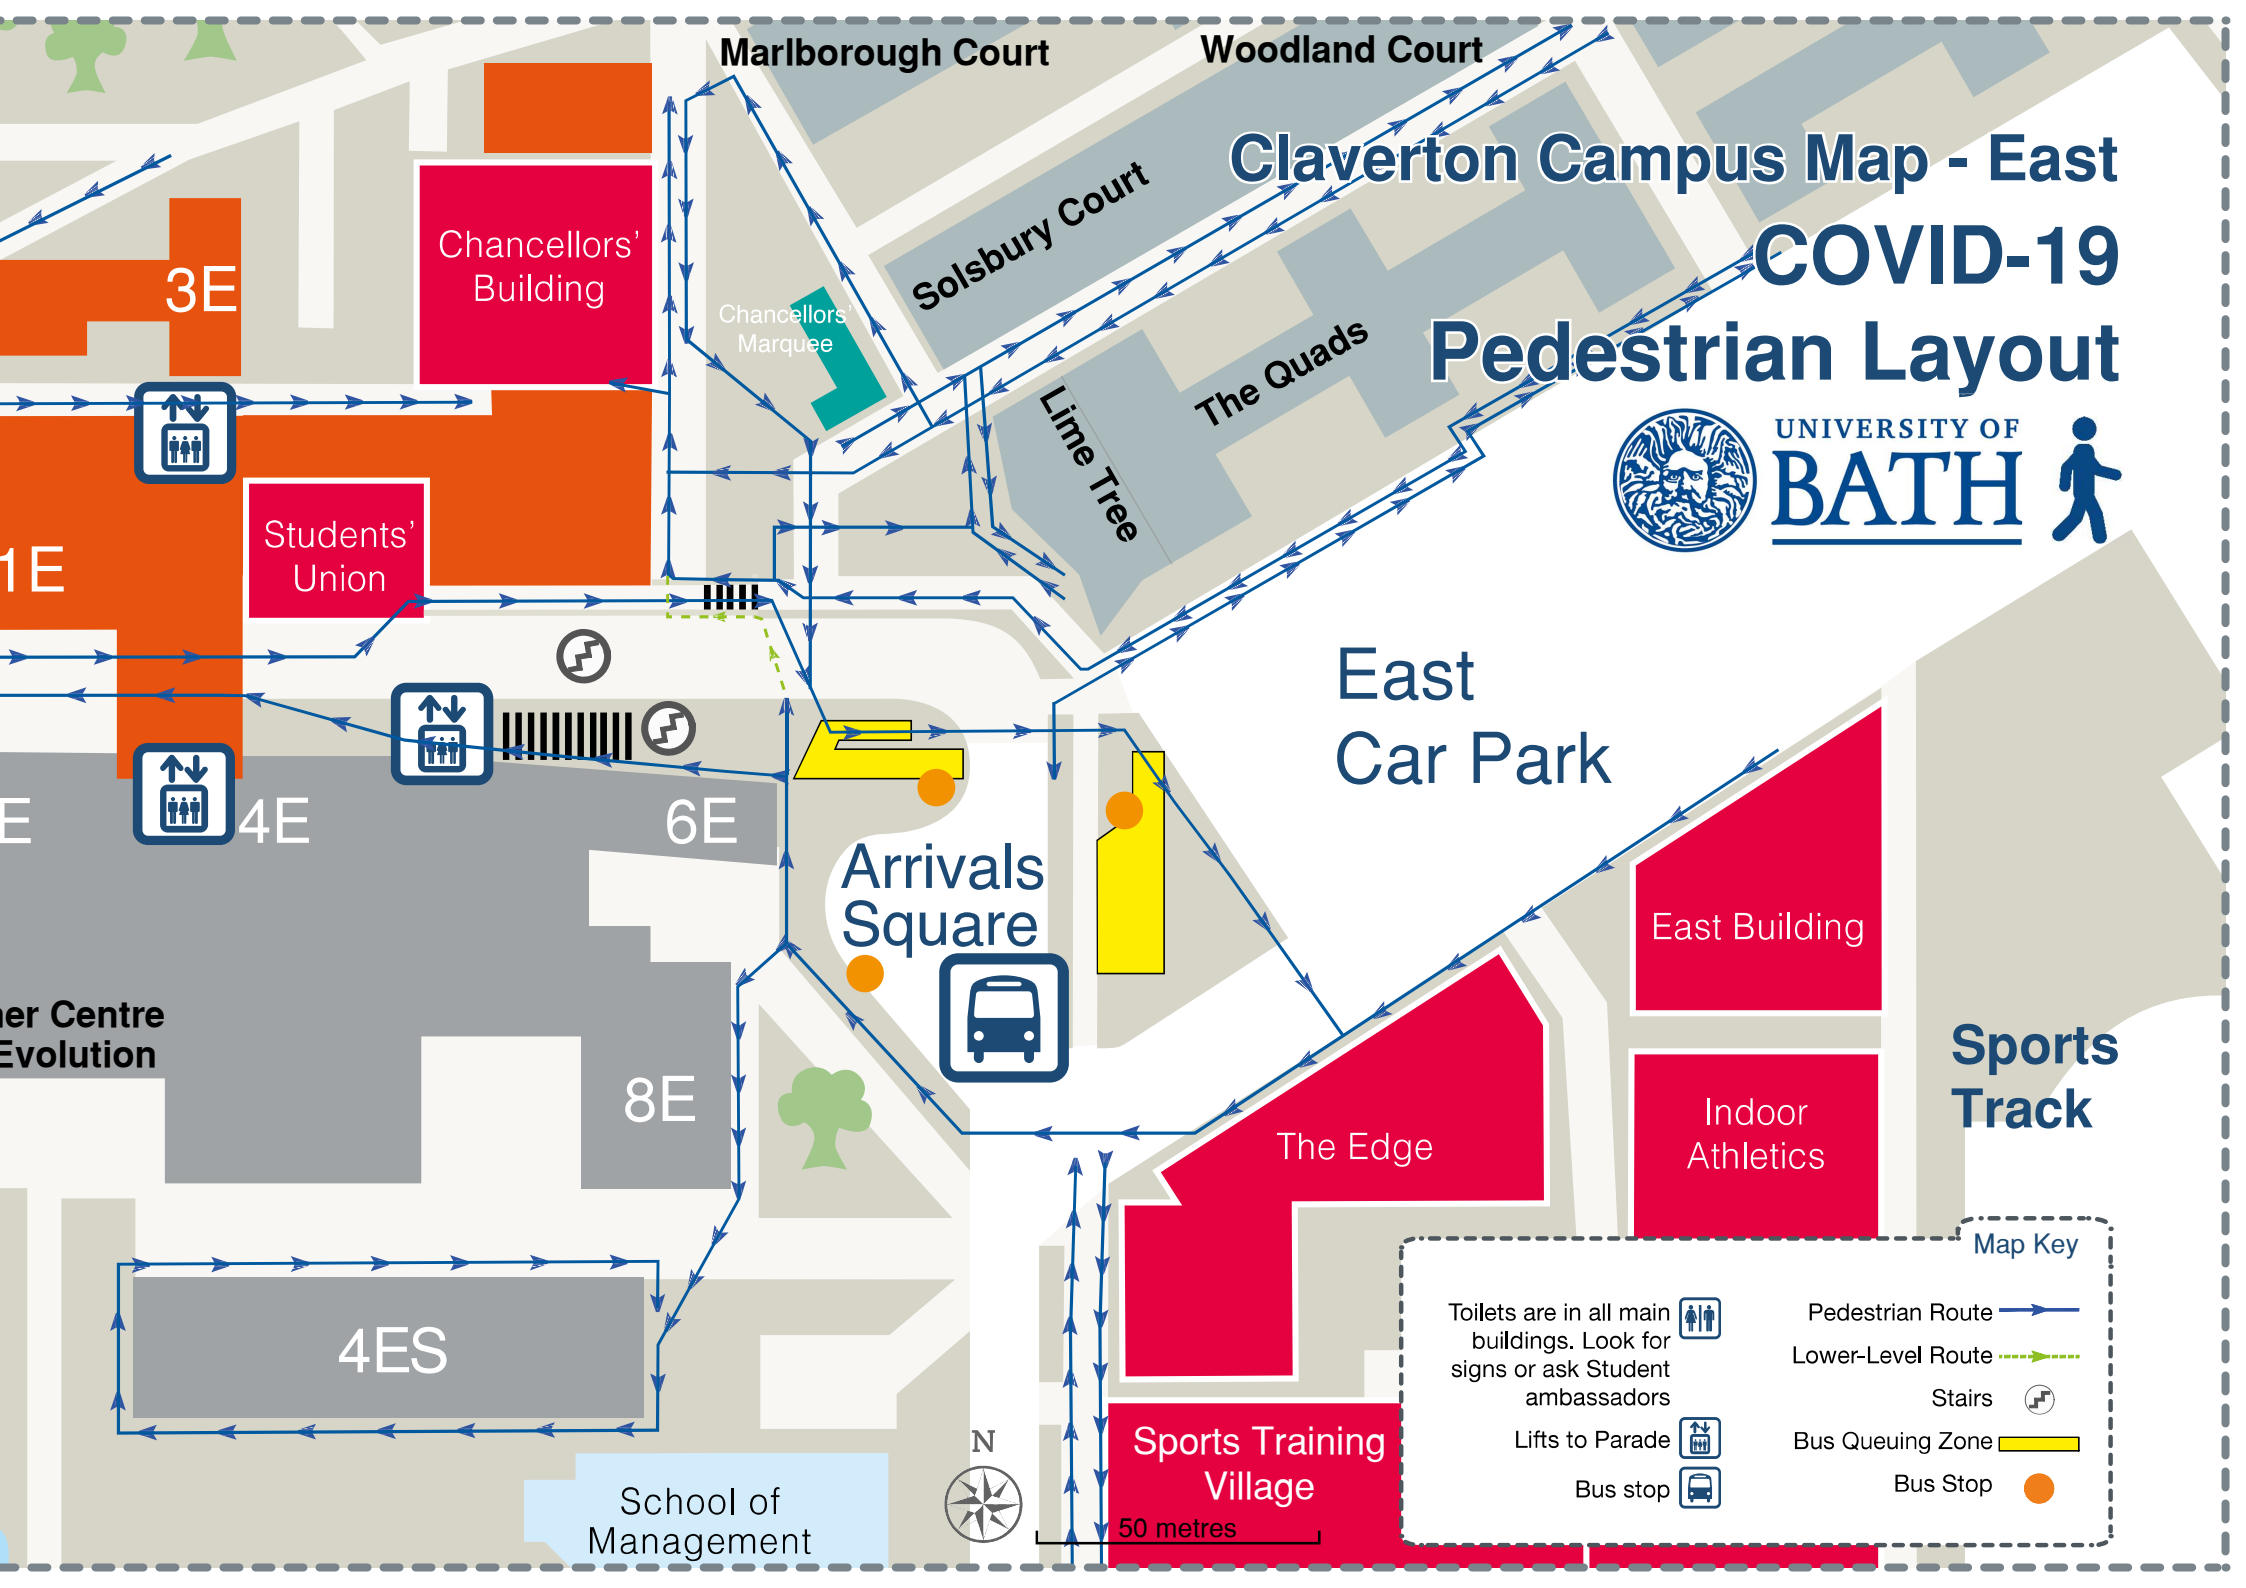 Marlborough Court
Woodland Court
Claverton Campus Map - East
COVID-19
Pedestrian Layout
UNIVERSITY OF
BATH
Solsbury Court
The Quads
Lime Tree
Chancellors'
Building
3E
Chancellors'
Marquee
Students'
Union
1E
East
Car Park
4E
6E
E
Arrivals
Square
East Building
ner Centre
Evolution
8E
The Edge
Indoor
Athletics
Sports
Track
4ES
School of
Management
N
Sports Training
Village
50 metres
Map Key
Toilets are in all main
buildings. Look for
signs or ask Student
ambassadors
Lifts to Parade
Bus stop
Pedestrian Route
Lower-Level Route
Stairs
Bus Queuing Zone
Bus Stop